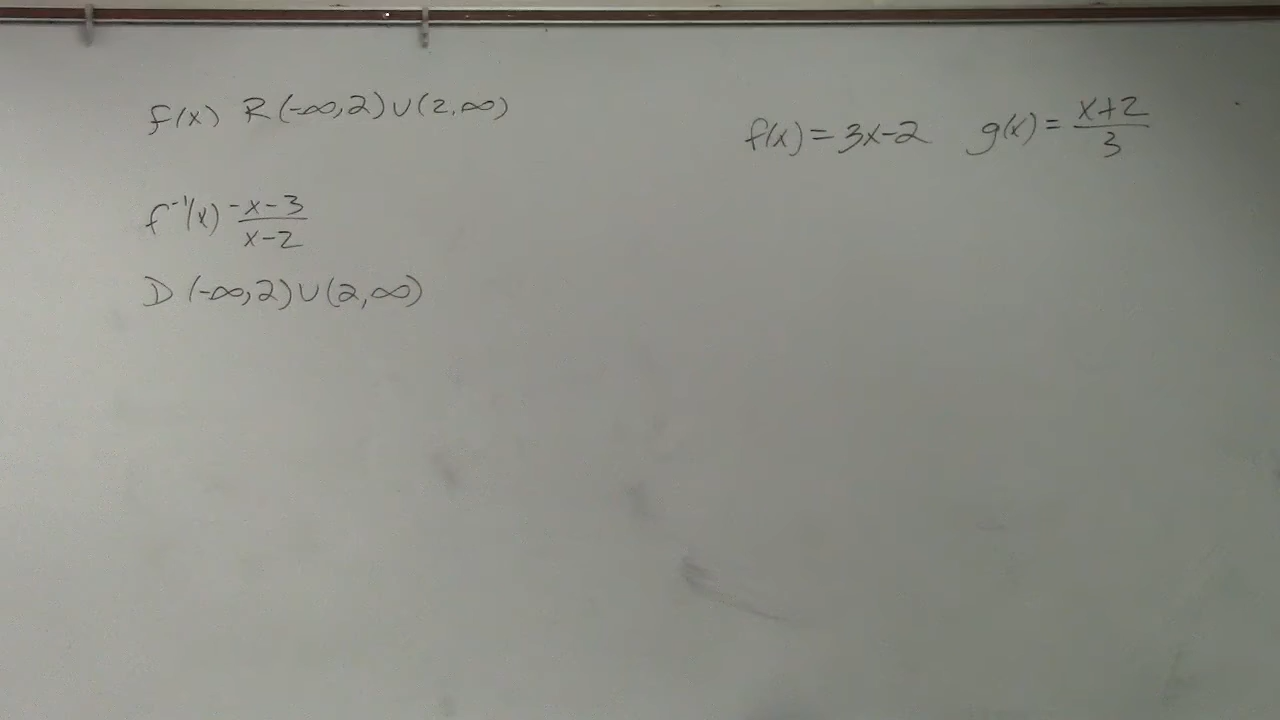 f(x) R (-∞,2)∪(2,∞)
f⁻¹(x) -x-3/x-2
D (-∞,2)∪(2,∞)
f(x)=3x-2 g(x)=x+2/3